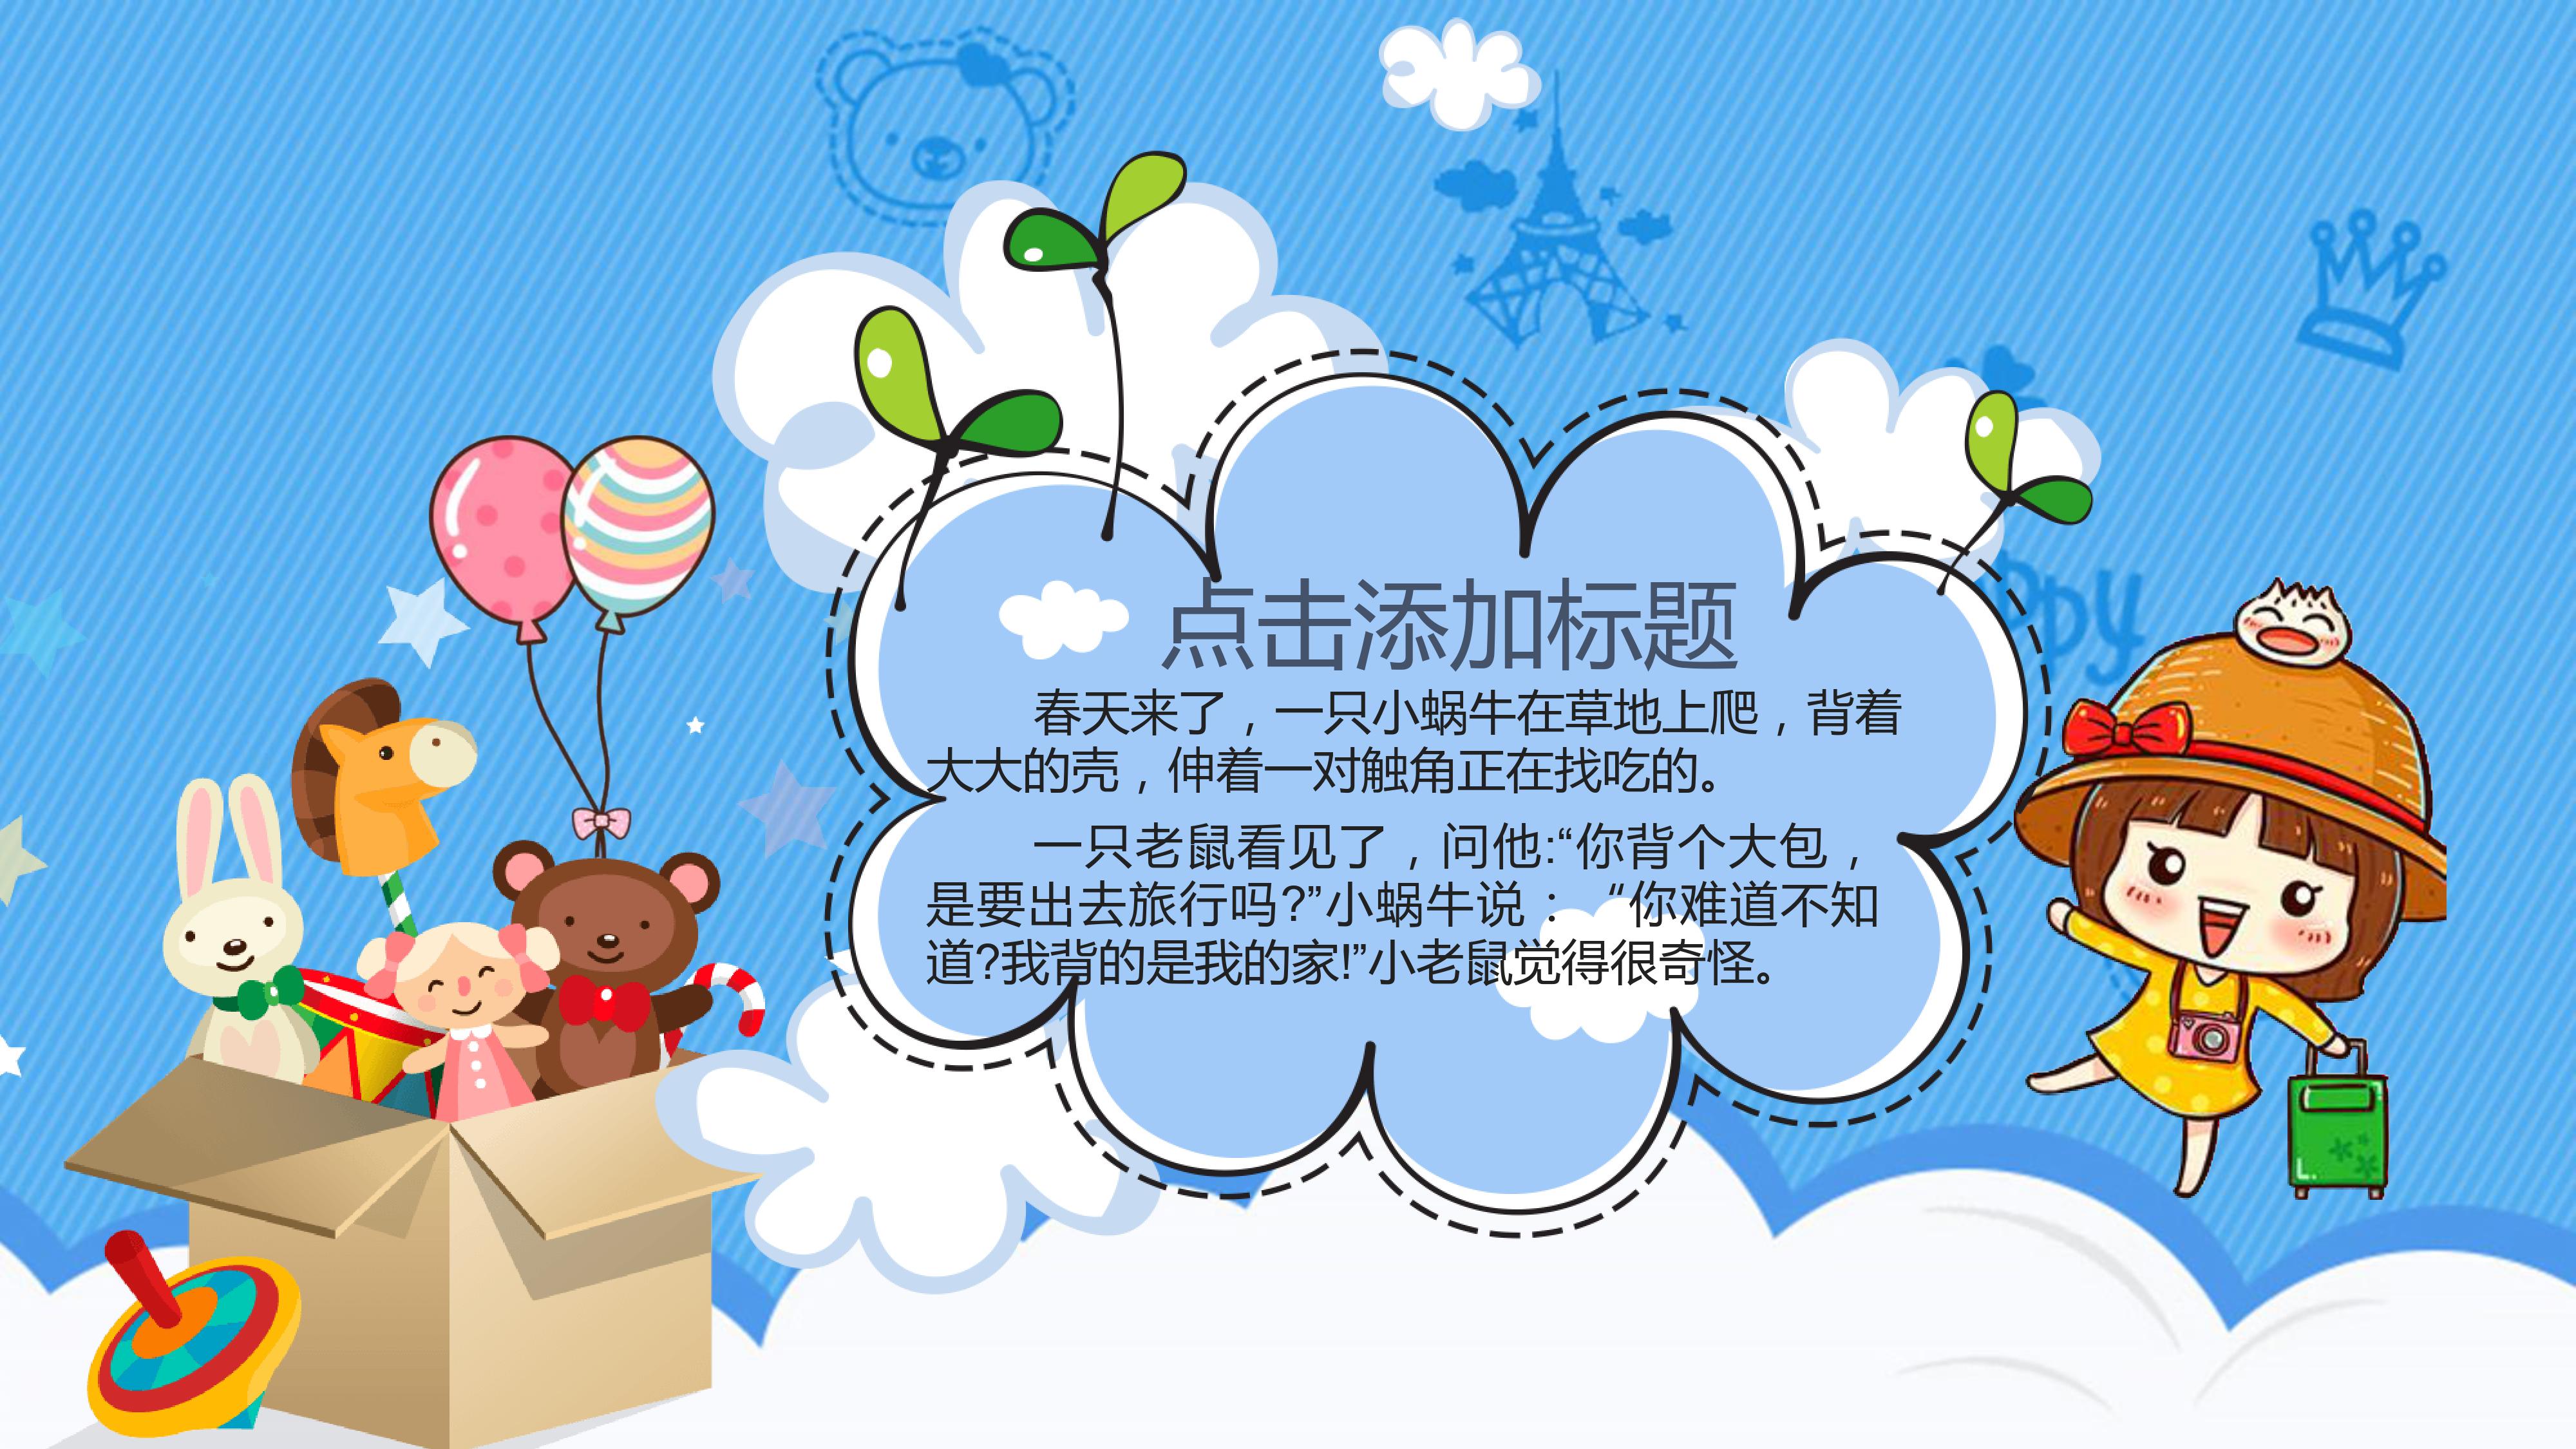 点击添加标题
春天来了，一只小蜗牛在草地上爬，背着
大大的壳，伸着一对触角正在找吃的。
一只老鼠看见了，问他:“你背个大包，
是要出去旅行吗?”小蜗牛说：“你难道不知
道?我背的是我的家!”小老鼠觉得很奇怪。